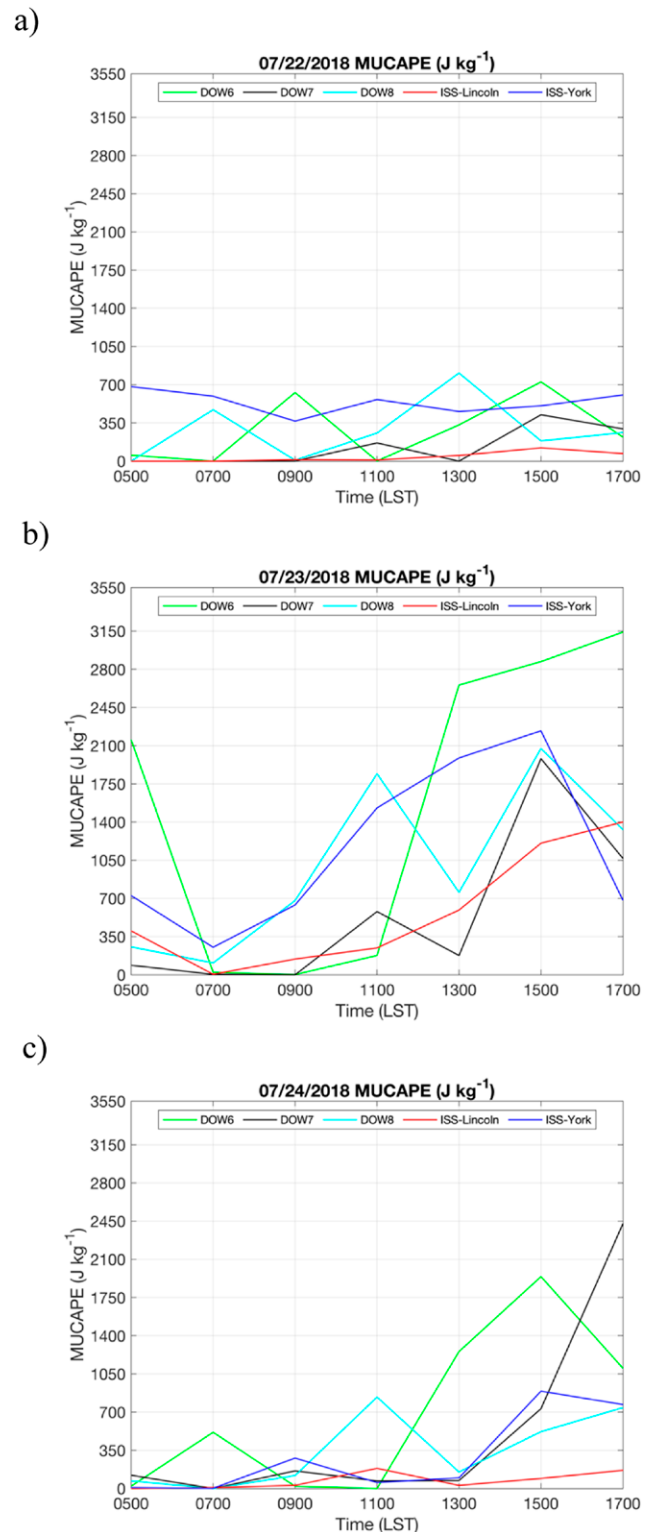 a)
07/22/2018 MUCAPE (J kg-1)
DOW6 DOW7 DOW8 ISS-Lincoln ISS-York
3550
3150
2800
2450
2100
1750
1400
1050
700
350
0
MUCAPE (J kg-1)
0500 0700 0900 1100 1300 1500 1700
Time (LST)
b)
07/23/2018 MUCAPE (J kg-1)
DOW6 DOW7 DOW8 ISS-Lincoln ISS-York
3550
3150
2800
2450
2100
1750
1400
1050
700
350
0
MUCAPE (J kg-1)
0500 0700 0900 1100 1300 1500 1700
Time (LST)
c)
07/24/2018 MUCAPE (J kg-1)
DOW6 DOW7 DOW8 ISS-Lincoln ISS-York
3550
3150
2800
2450
2100
1750
1400
1050
700
350
0
MUCAPE (J kg-1)
0500 0700 0900 1100 1300 1500 1700
Time (LST)